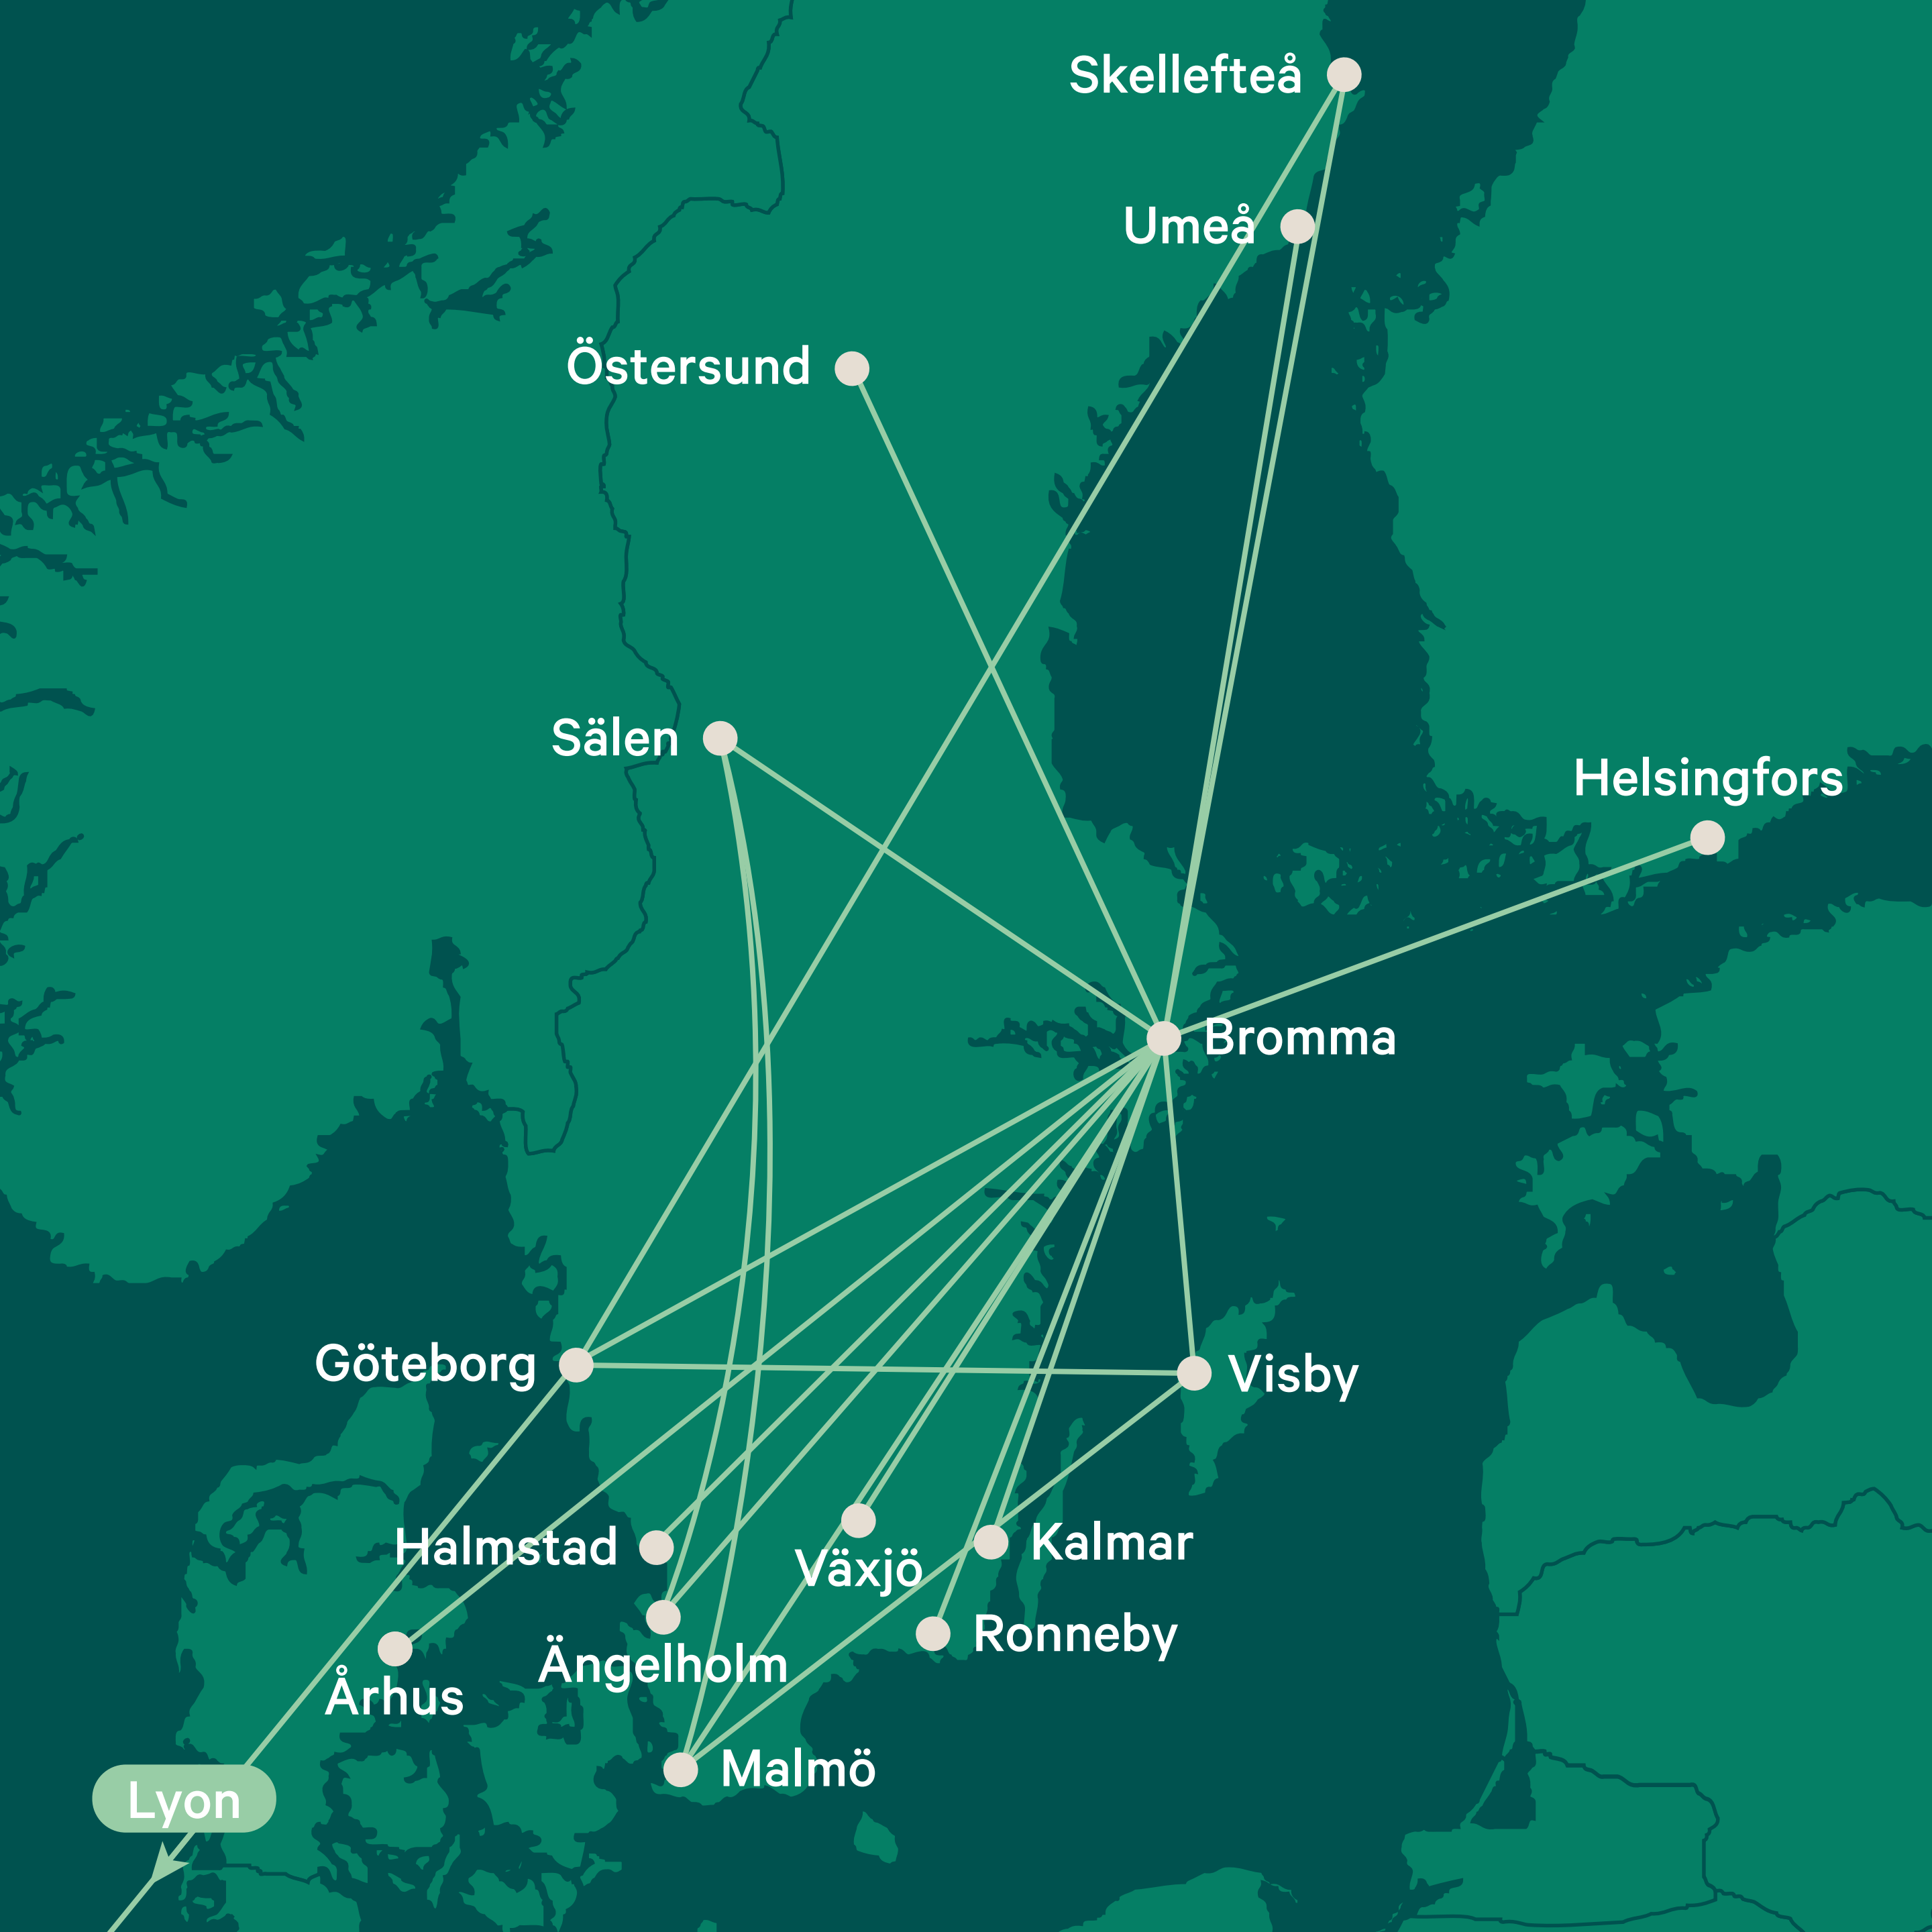 Skellefteå
Umeå
Östersund
Sälen
Helsingfors
Bromma
Göteborg
Visby
Halmstad
Växjö
Kalmar
Ronneby
Ängelholm
Århus
Malmö
Lyon